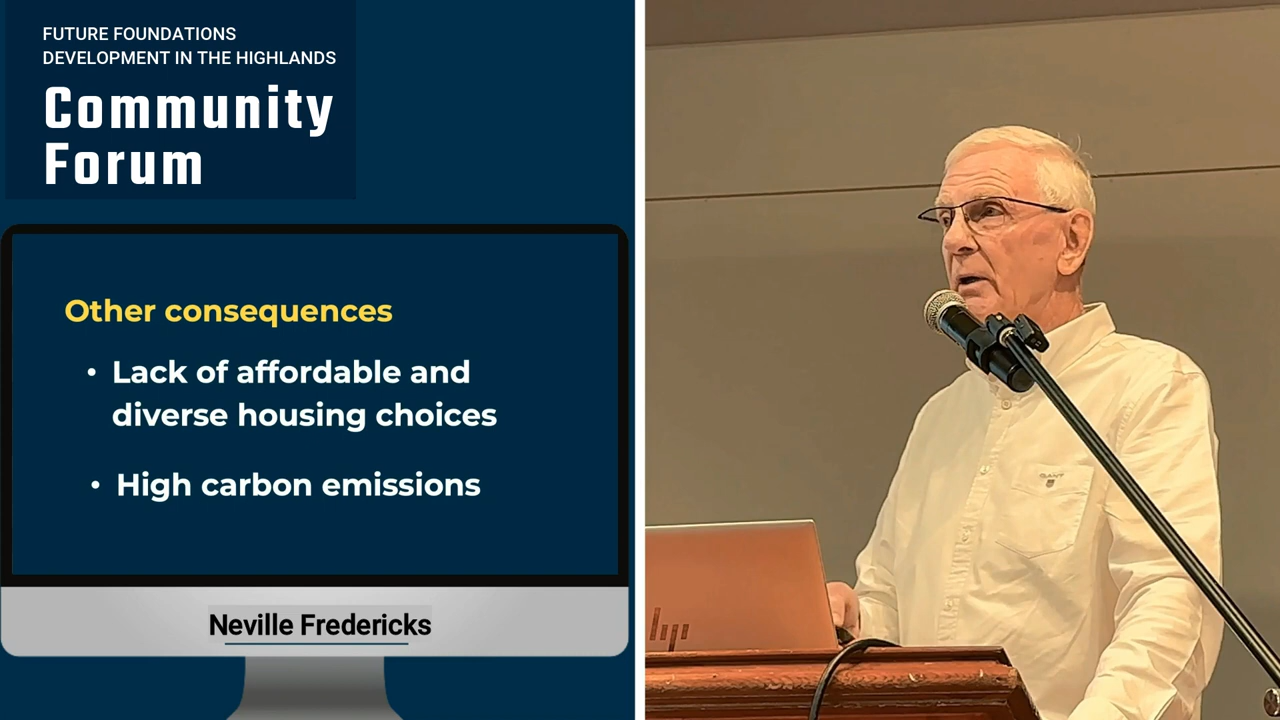 FUTURE FOUNDATIONS
DEVELOPMENT IN THE HIGHLANDS
Community
Forum
Other consequences
• Lack of affordable and
diverse housing choices
• High carbon emissions
Neville Fredericks
GANT
hp